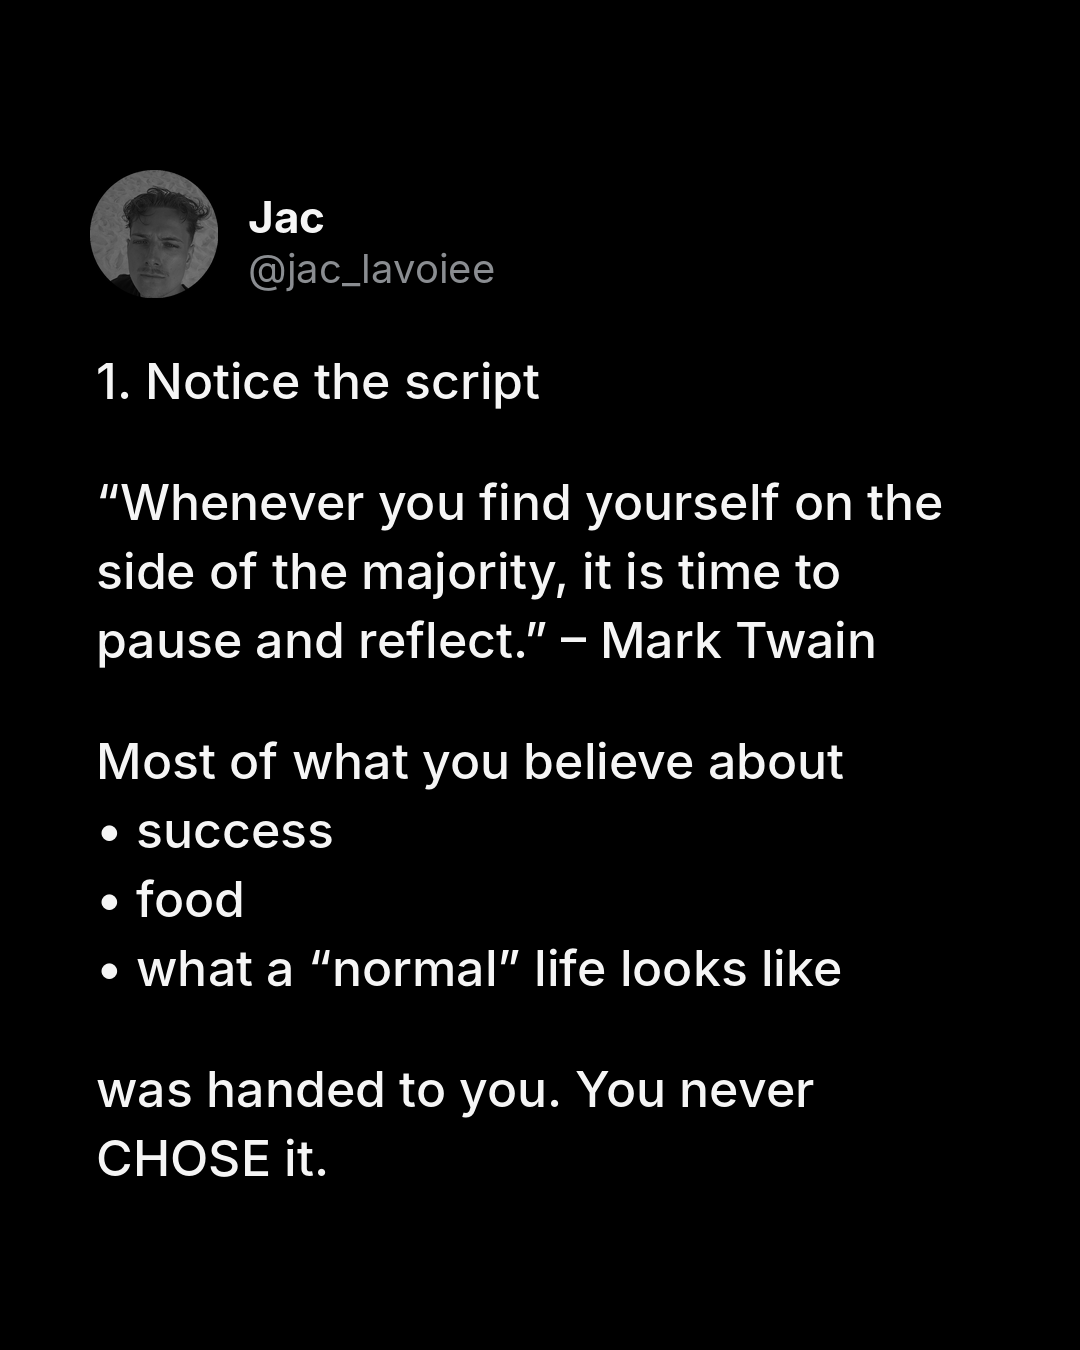 Jac
@jac_lavoiee
1. Notice the script
“Whenever you find yourself on the
side of the majority, it is time to
pause and reflect.” – Mark Twain
Most of what you believe about
• success
• food
• what a “normal” life looks like
was handed to you. You never
CHOSE it.